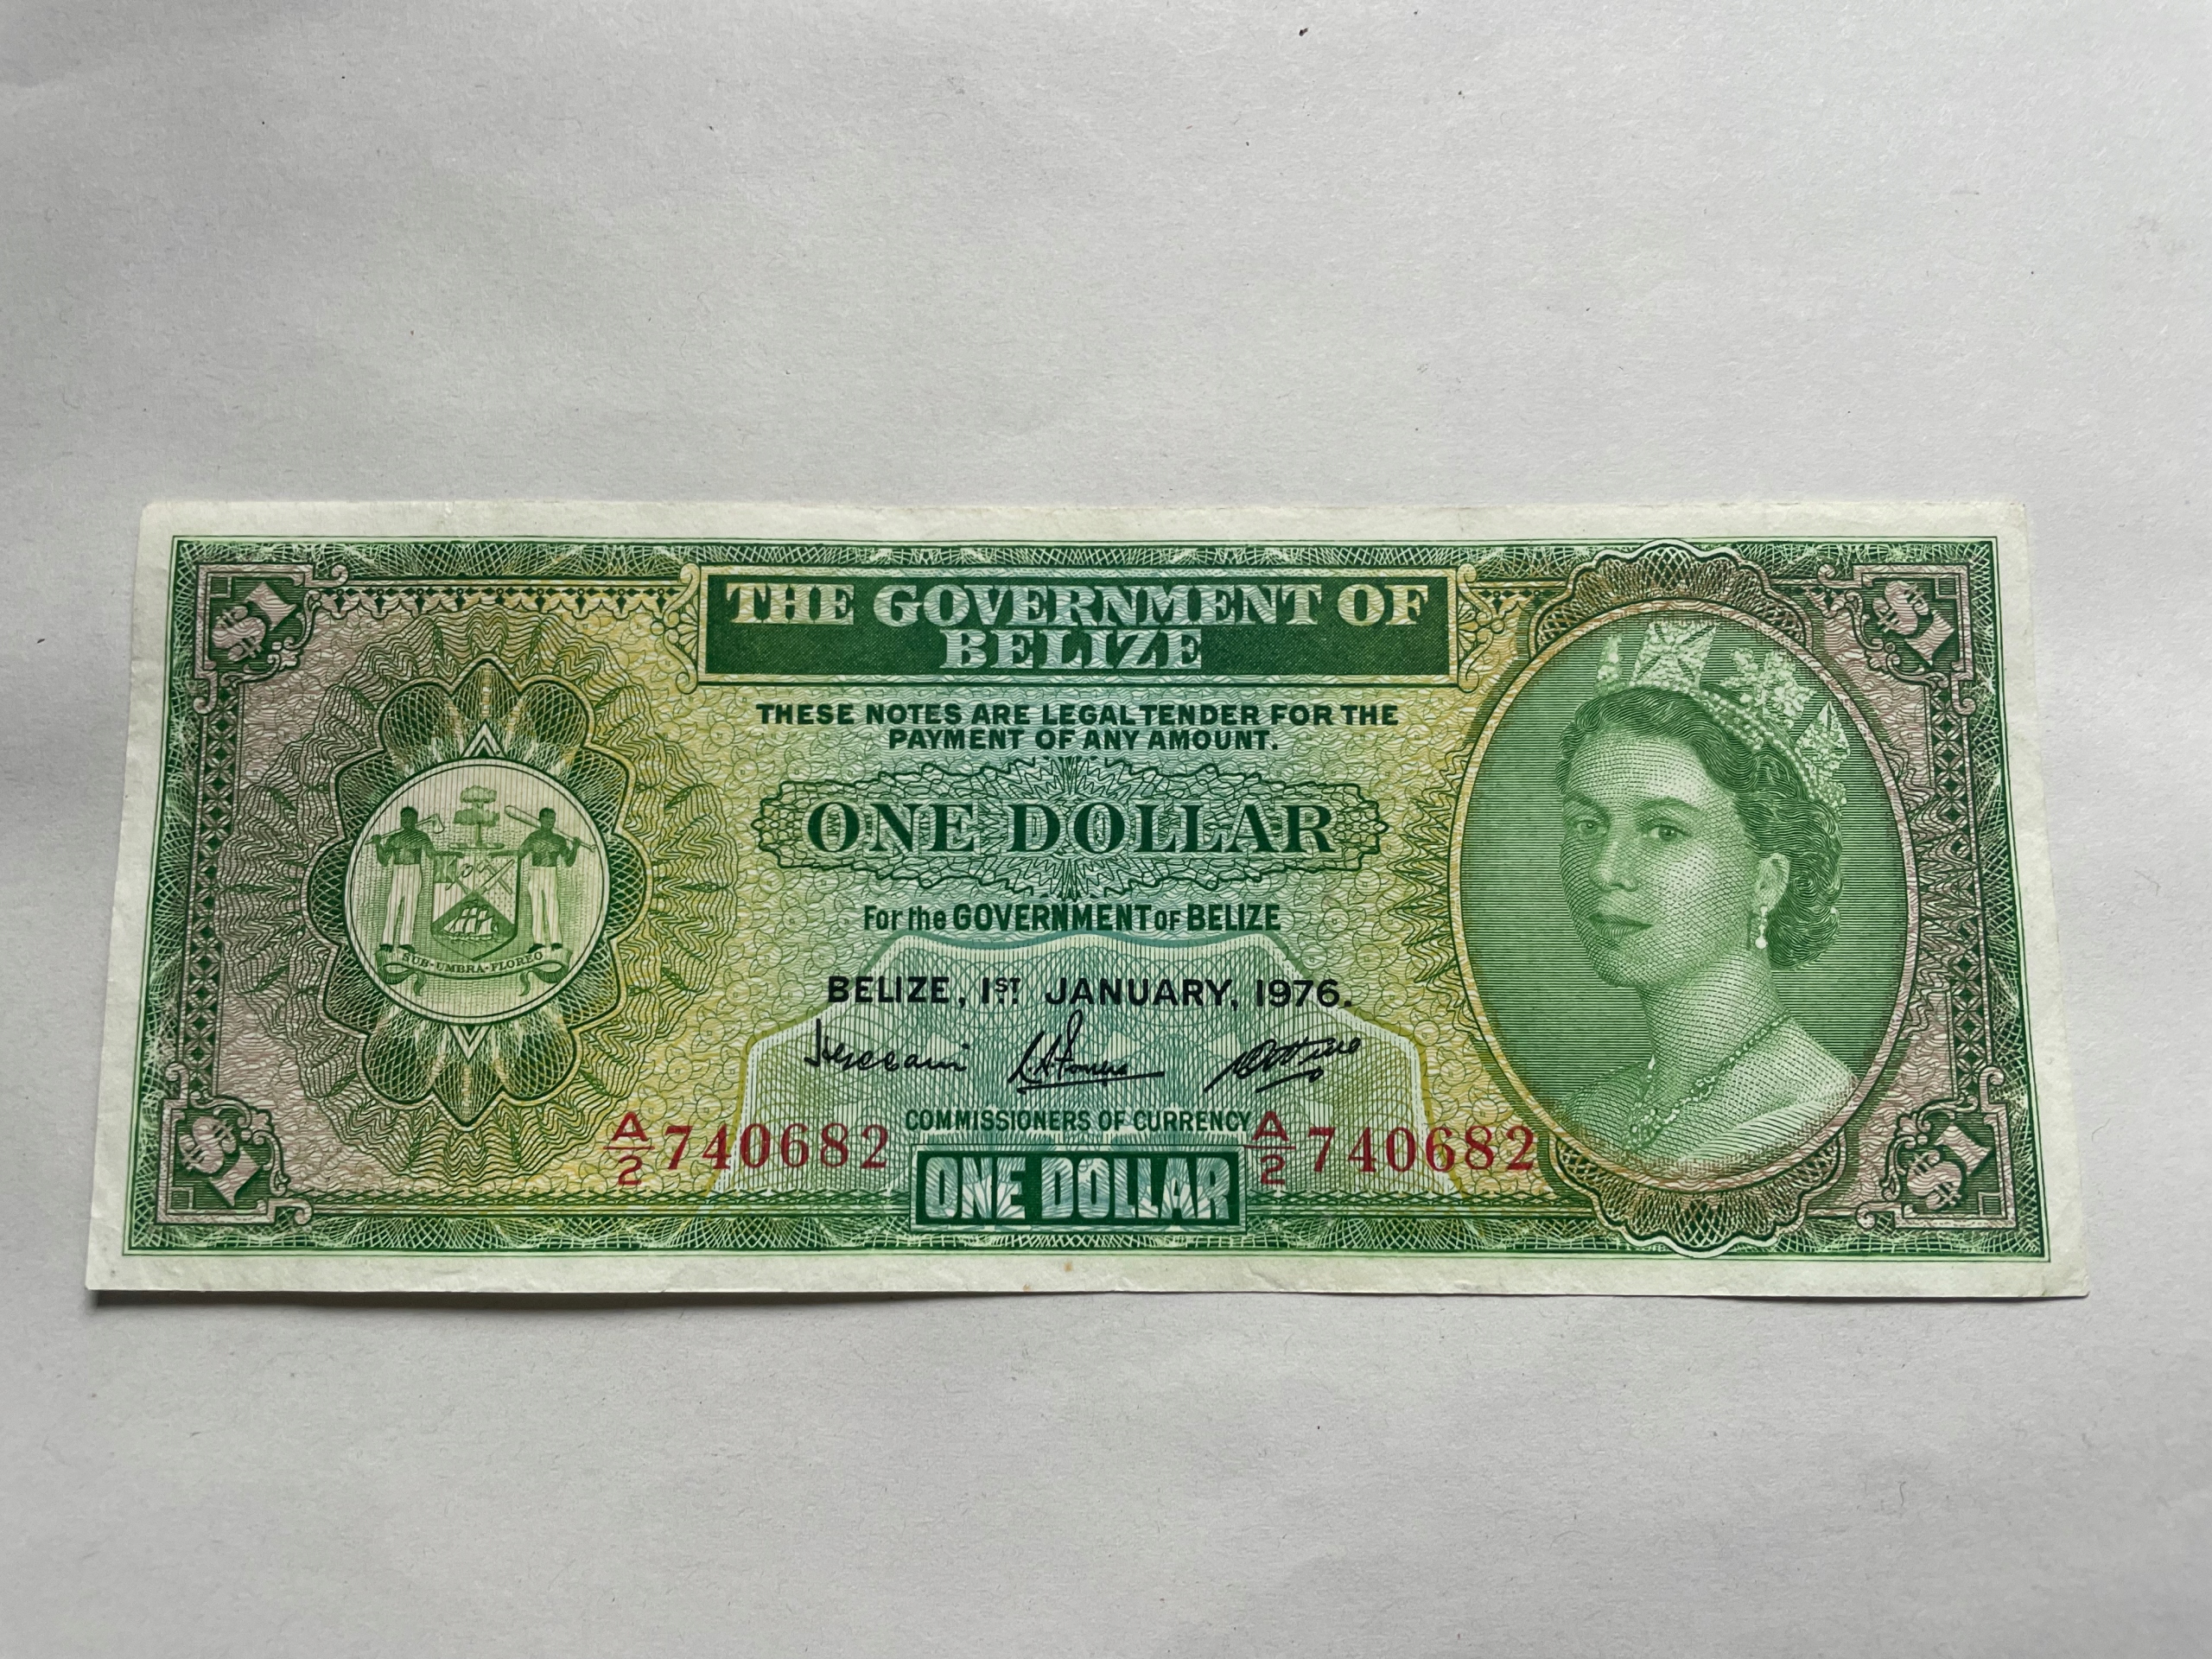 $1
$1
THE GOVERNMENT OF
BELIZE
THESE NOTES ARE LEGAL TENDER FOR THE
PAYMENT OF ANY AMOUNT.
ONE DOLLAR
For the GOVERNMENT OF BELIZE
SUB·UMBRA·FLOREO
BELIZE, 1ST JANUARY, 1976.
COMMISSIONERS OF CURRENCY
A/2 740682
A/2 740682
ONE DOLLAR
$1
$1